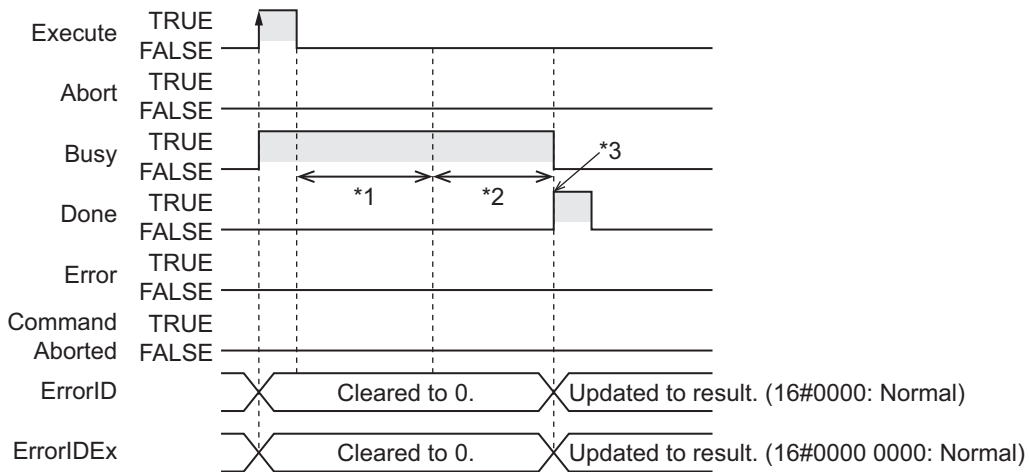 Execute TRUE
FALSE
Abort TRUE
FALSE
Busy TRUE
FALSE
*3
*1 *2
Done TRUE
FALSE
Error TRUE
FALSE
Command TRUE
Aborted FALSE
ErrorID Cleared to 0. Updated to result. (16#0000: Normal)
ErrorIDEx Cleared to 0. Updated to result. (16#0000 0000: Normal)